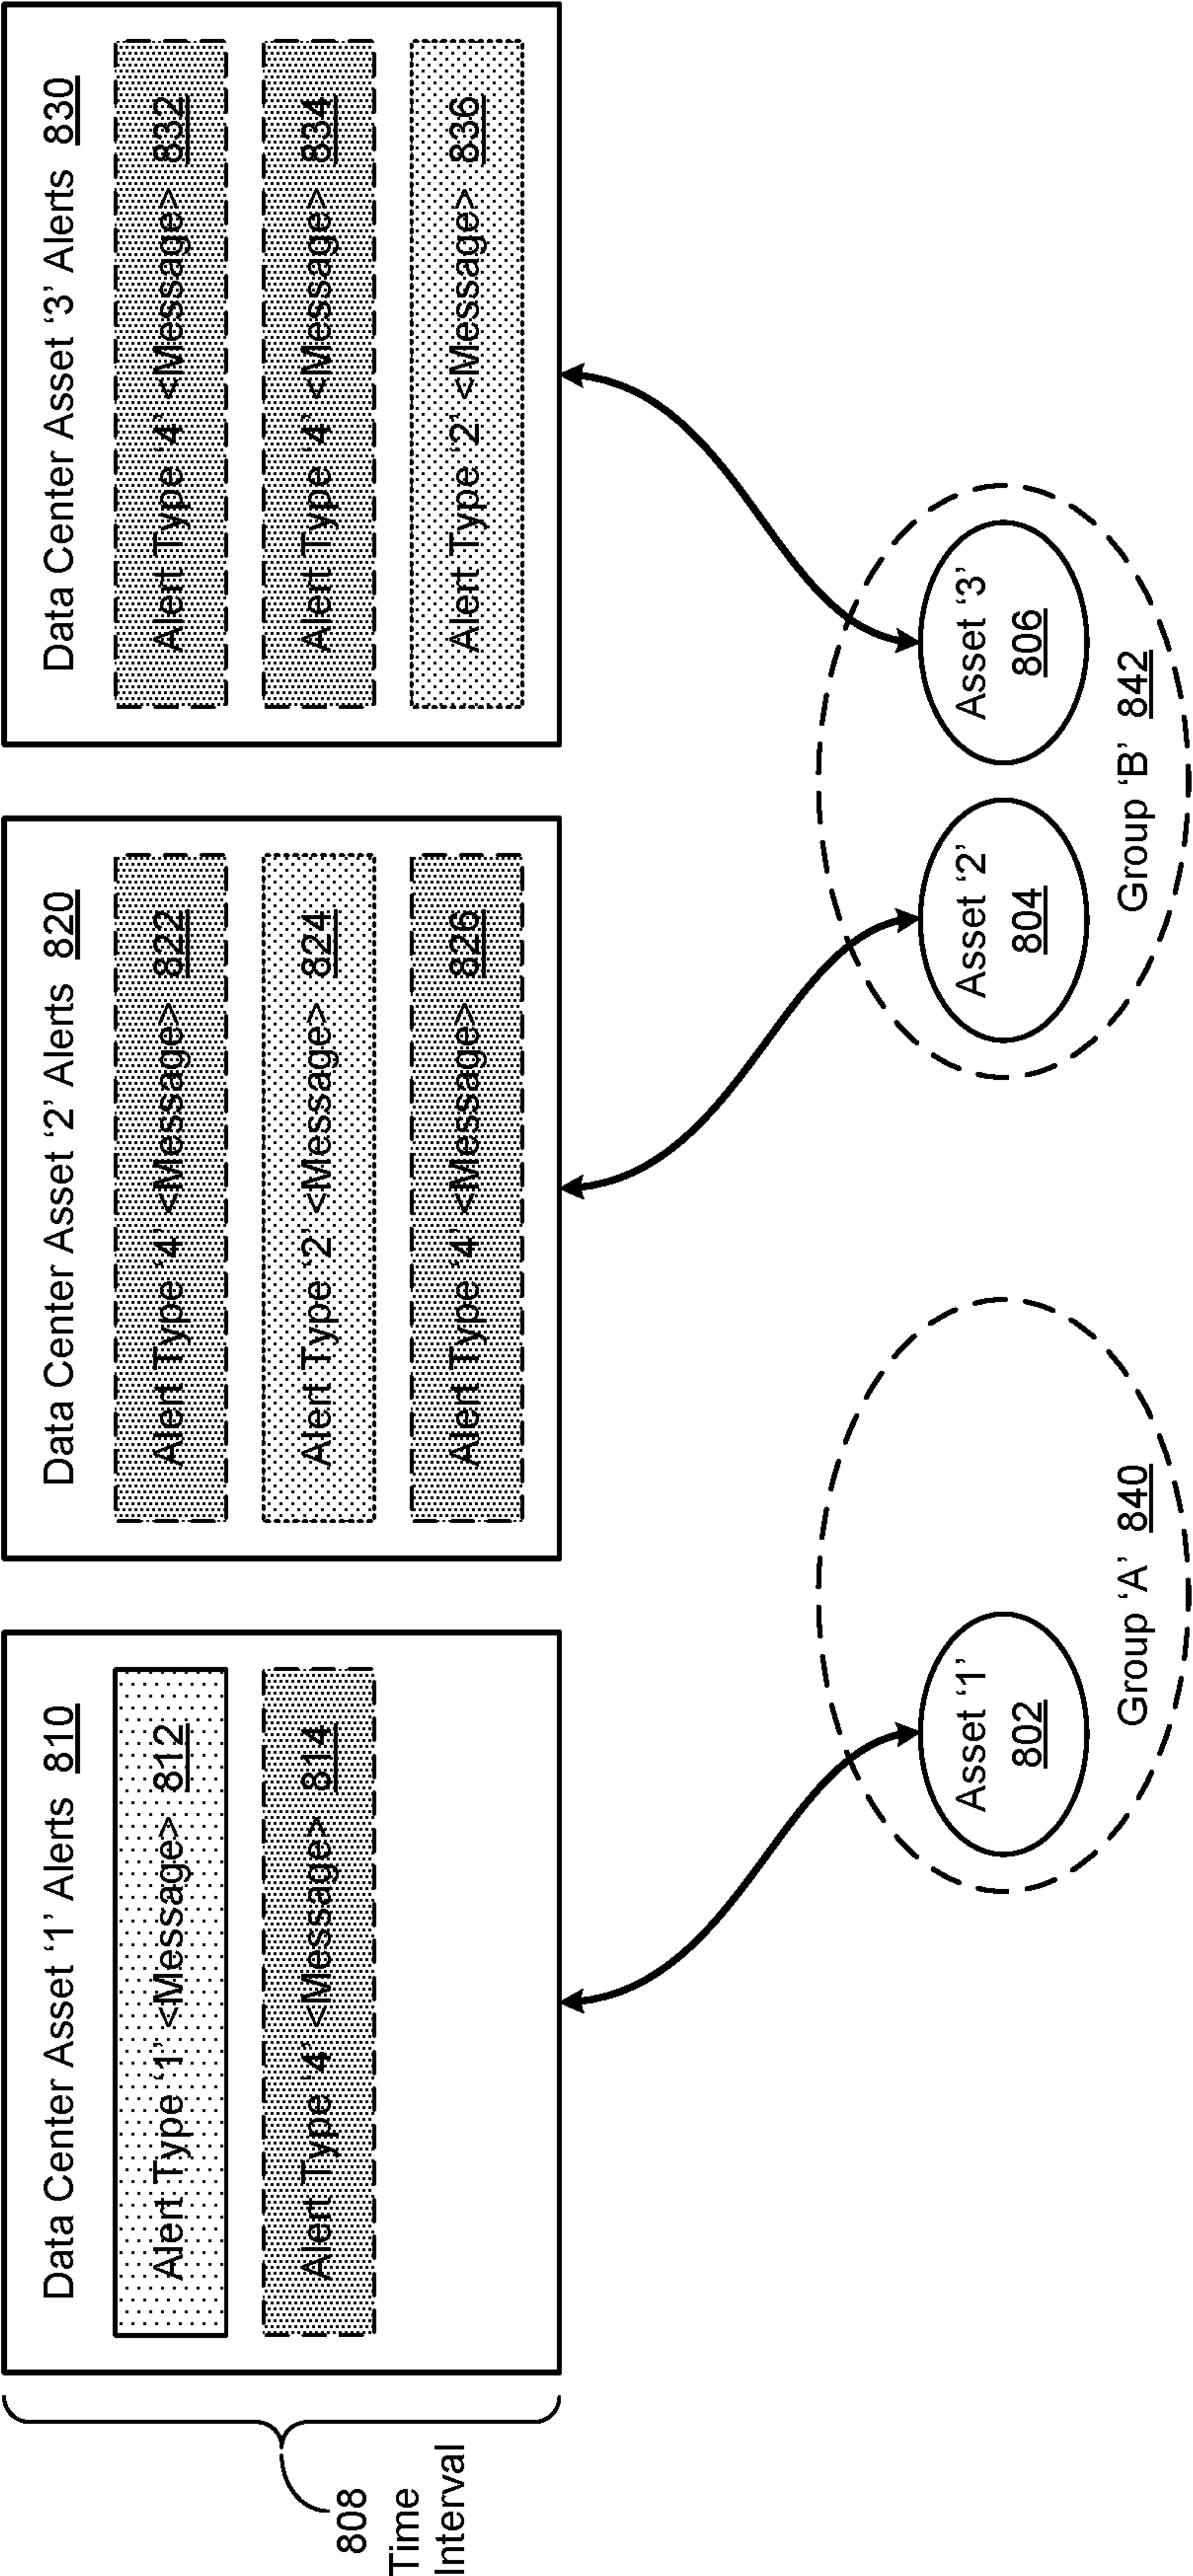 808
Time
Interval
Data Center Asset ‘1’ Alerts 810
Alert Type ‘1’ <Message> 812
Alert Type ‘4’ <Message> 814
Data Center Asset ‘2’ Alerts 820
Alert Type ‘4’ <Message> 822
Alert Type ‘2’ <Message> 824
Alert Type ‘4’ <Message> 826
Data Center Asset ‘3’ Alerts 830
Alert Type ‘4’ <Message> 832
Alert Type ‘4’ <Message> 834
Alert Type ‘2’ <Message> 836
Asset ‘1’
802
Group ‘A’ 840
Asset ‘2’
804
Asset ‘3’
806
Group ‘B’ 842